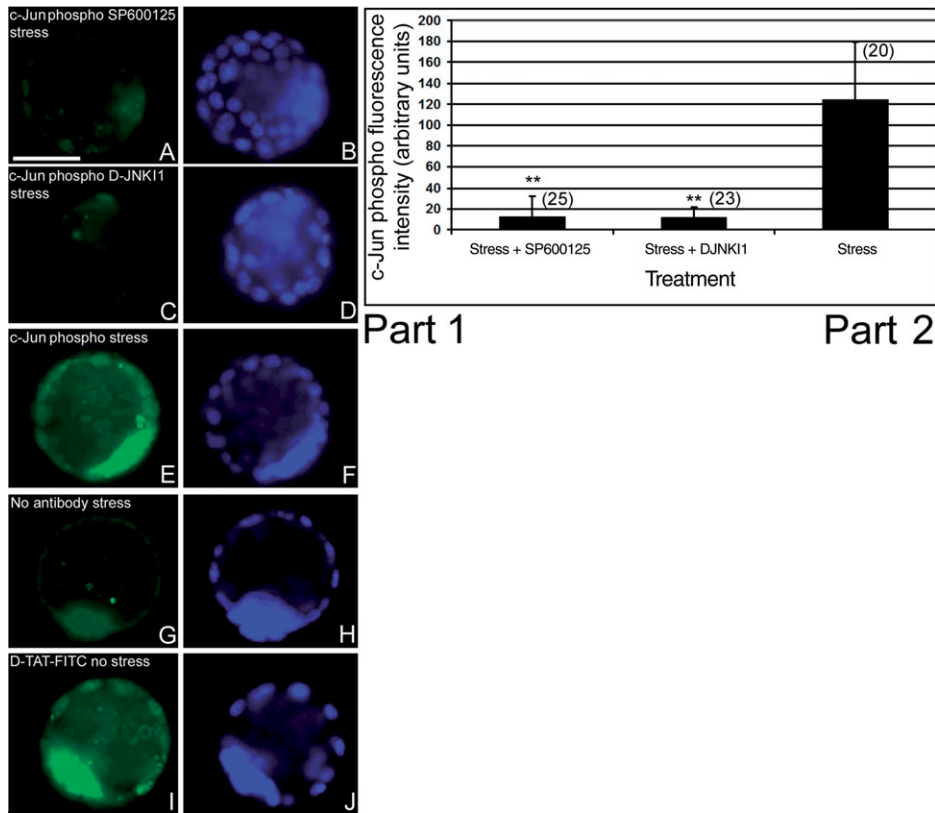 c-Jun phospho SP600125
stress
A
B
c-Jun phospho D-JNKI1
stress
C
D
c-Jun phospho stress
E
F
No antibody stress
G
H
D-TAT-FITC no stress
I
J
c-Jun phospho fluorescence
intensity (arbitrary units)
200
180
160
140
120
100
80
60
40
20
0
**
(25)
** (23)
(20)
Stress + SP600125
Stress + DJNKI1
Stress
Treatment
Part 1
Part 2